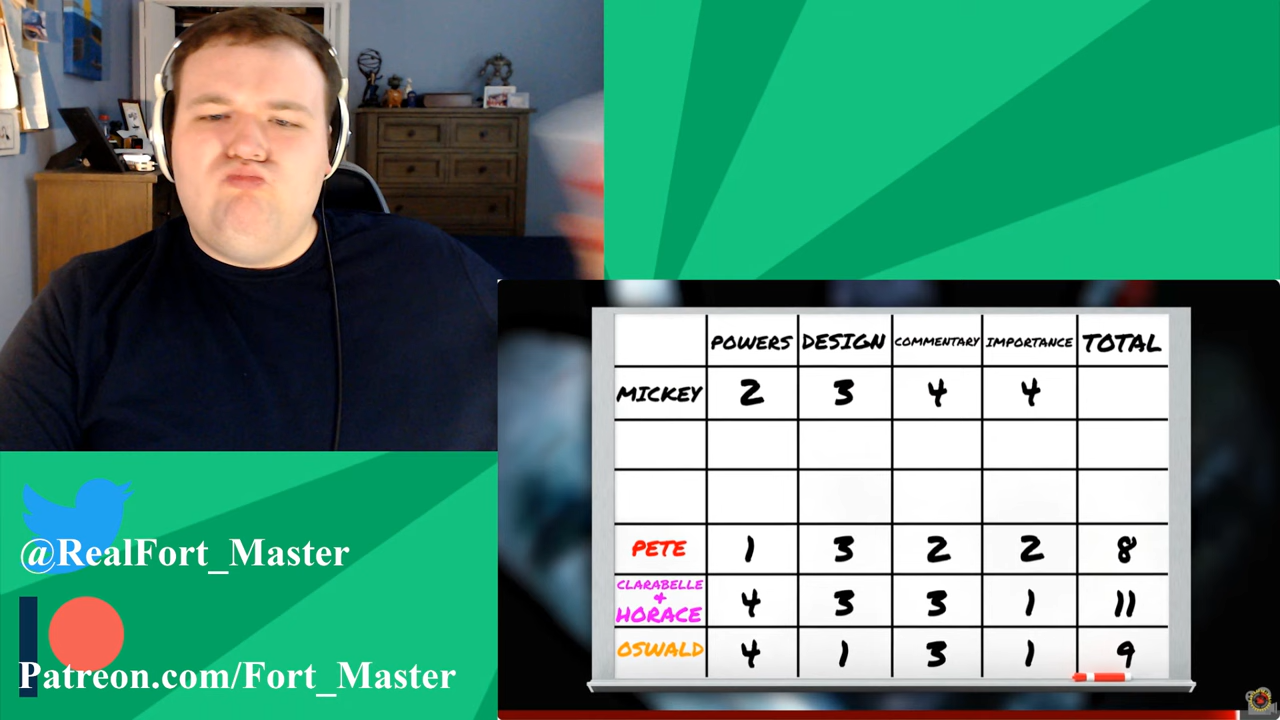 POWERS DESIGN COMMENTARY IMPORTANCE TOTAL
MICKEY 2 3 4 4
PETE 1 3 2 2 8
CLARABELLE
&
HORACE 4 3 3 1 11
OSWALD 4 1 3 1 9
@RealFort_Master
Patreon.com/Fort_Master